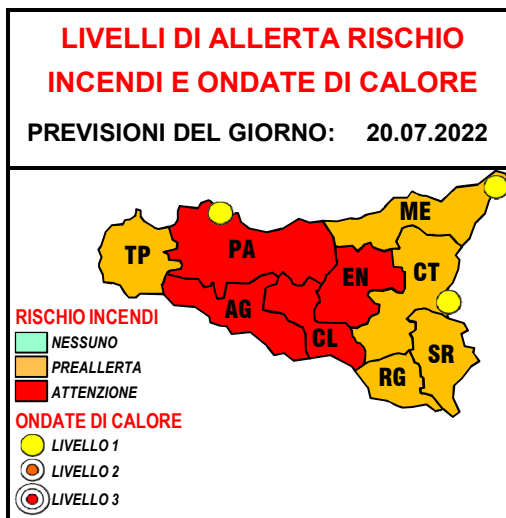 LIVELLI DI ALLERTA RISCHIO
INCENDI E ONDATE DI CALORE
PREVISIONI DEL GIORNO: 20.07.2022
ME
TP
PA
EN
CT
AG
CL
SR
RG
RISCHIO INCENDI
NESSUNO
PREALLERTA
ATTENZIONE
ONDATE DI CALORE
LIVELLO 1
LIVELLO 2
LIVELLO 3